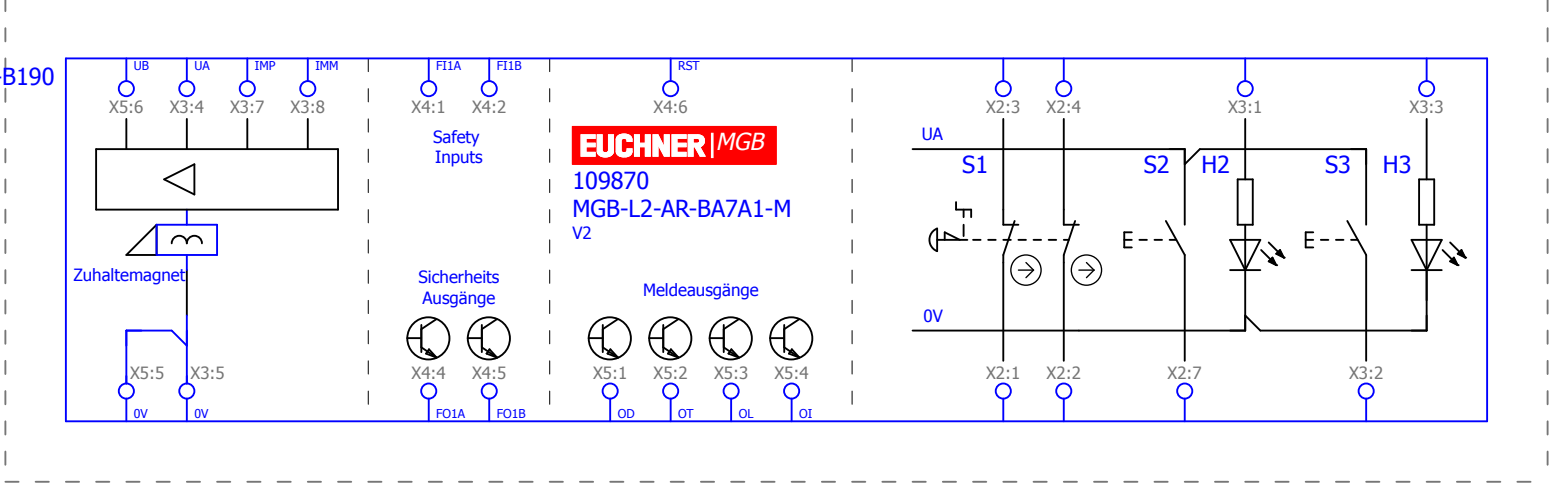 B190
UB UA IMP IMM FI1A FI1B RST
X5:6 X3:4 X3:7 X3:8 X4:1 X4:2 X4:6 X2:3 X2:4 X3:1 X3:3
Safety
Inputs
EUCHNER|MGB
109870
MGB-L2-AR-BA7A1-M
V2
UA
S1 S2 H2 S3 H3
Zuhaltemagnet
Sicherheits
Ausgänge
Meldeausgänge
0V
X5:5 X3:5 X4:4 X4:5 X5:1 X5:2 X5:3 X5:4 X2:1 X2:2 X2:7 X3:2
0V 0V FO1A FO1B OD OT OL OI